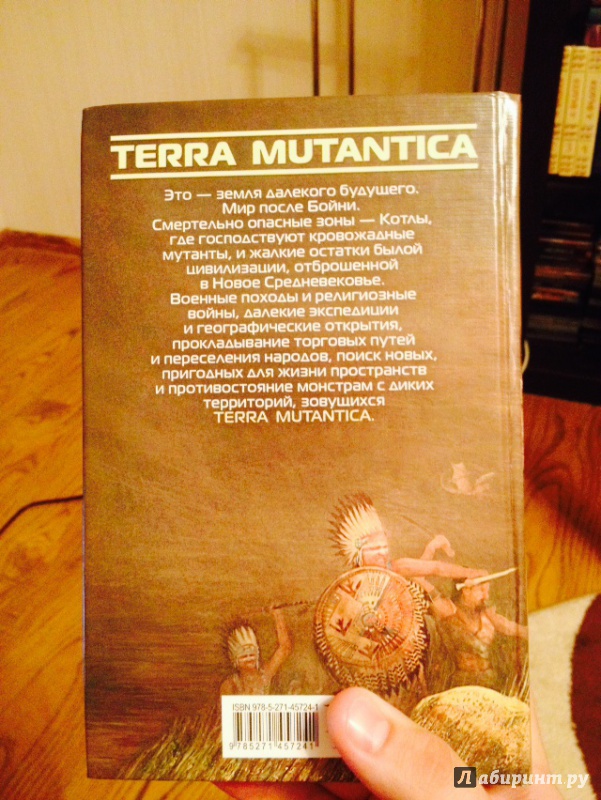 TERRA MUTANTICA
Это — земля далекого будущего.
Мир после Бойни.
Смертельно опасные зоны — Котлы,
где господствуют кровожадные
мутанты, и жалкие остатки былой
цивилизации, отброшенной
в Новое Средневековье.
Военные походы и религиозные
войны, далекие экспедиции
и географические открытия,
прокладывание торговых путей
и переселения народов, поиск новых,
пригодных для жизни пространств
и противостояние монстрам с диких
территорий, зовущихся
TERRA MUTANTICA.
ISBN 978-5-271-45724-1
9785271457241
Лабиринт.ру